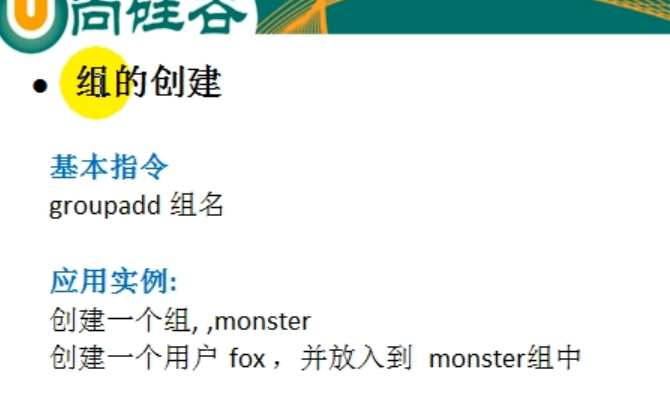 尚硅谷
• 组的创建
基本指令
groupadd 组名
应用实例:
创建一个组, ,monster
创建一个用户 fox ，并放入到 monster组中